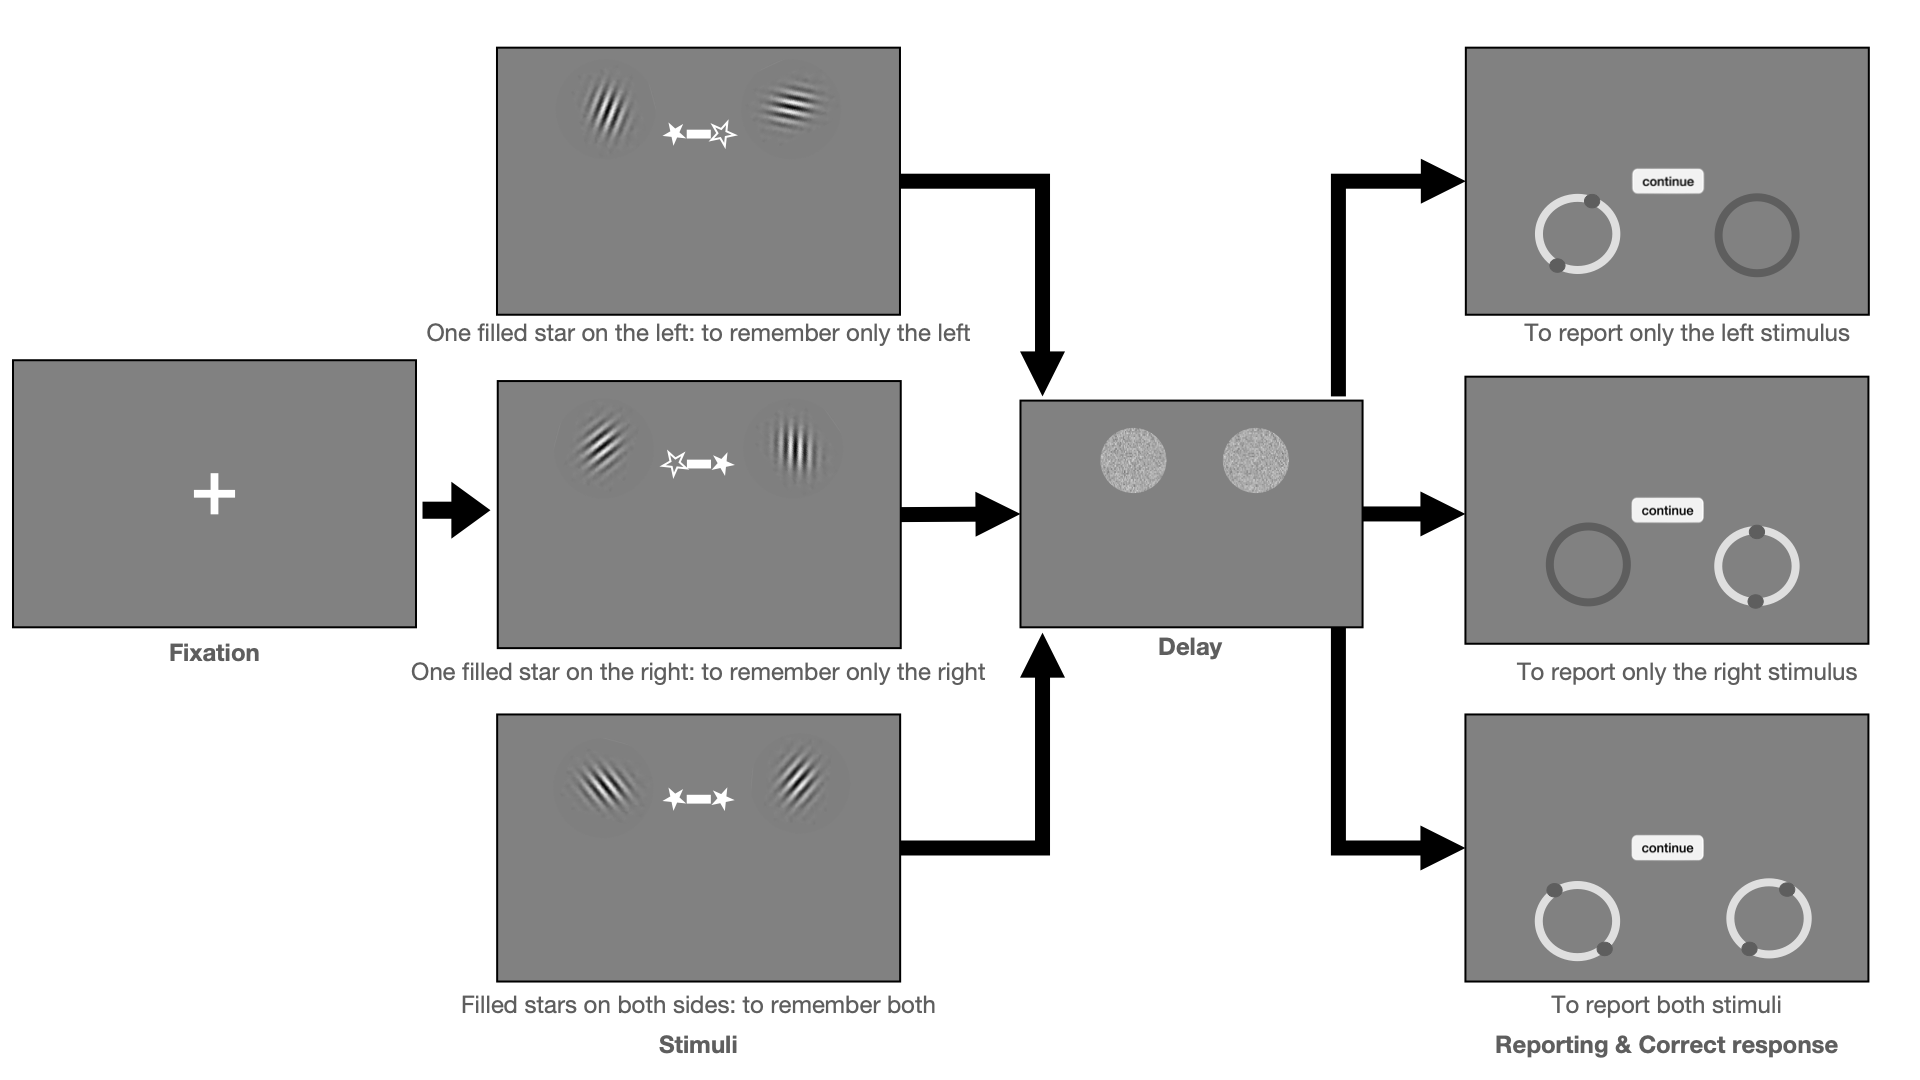 One filled star on the left: to remember only the left
continue
To report only the left stimulus
Fixation
One filled star on the right: to remember only the right
Delay
continue
To report only the right stimulus
Filled stars on both sides: to remember both
Stimuli
continue
To report both stimuli
Reporting & Correct response